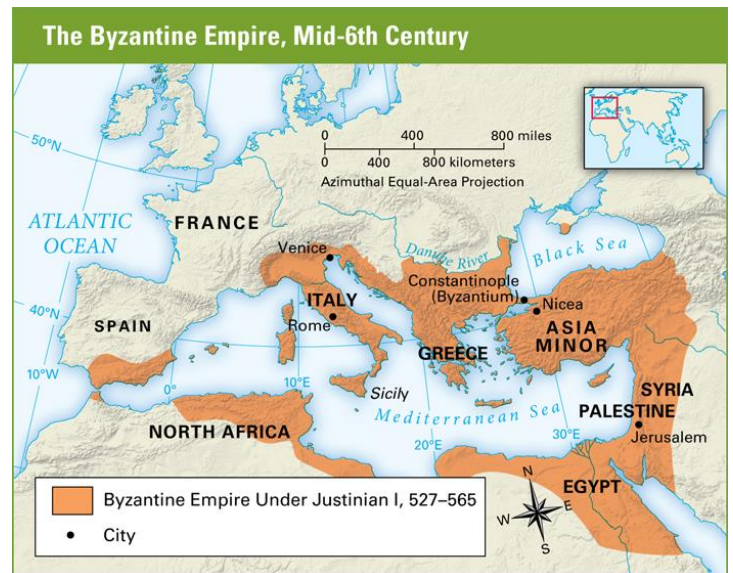 The Byzantine Empire, Mid-6th Century
0 400 800 miles
0 400 800 kilometers
Azimuthal Equal-Area Projection
50°N
ATLANTIC
OCEAN
FRANCE
Venice
Danube River
Black Sea
Constantinople
(Byzantium)
Nicea
40°N
SPAIN
ITALY
Rome
ASIA
MINOR
GREECE
10°W
0°
10°E
Sicily
SYRIA
Mediterranean Sea
PALESTINE
Jerusalem
NORTH AFRICA
20°E
30°E
EGYPT
N
W E
S
Byzantine Empire Under Justinian I, 527–565
City